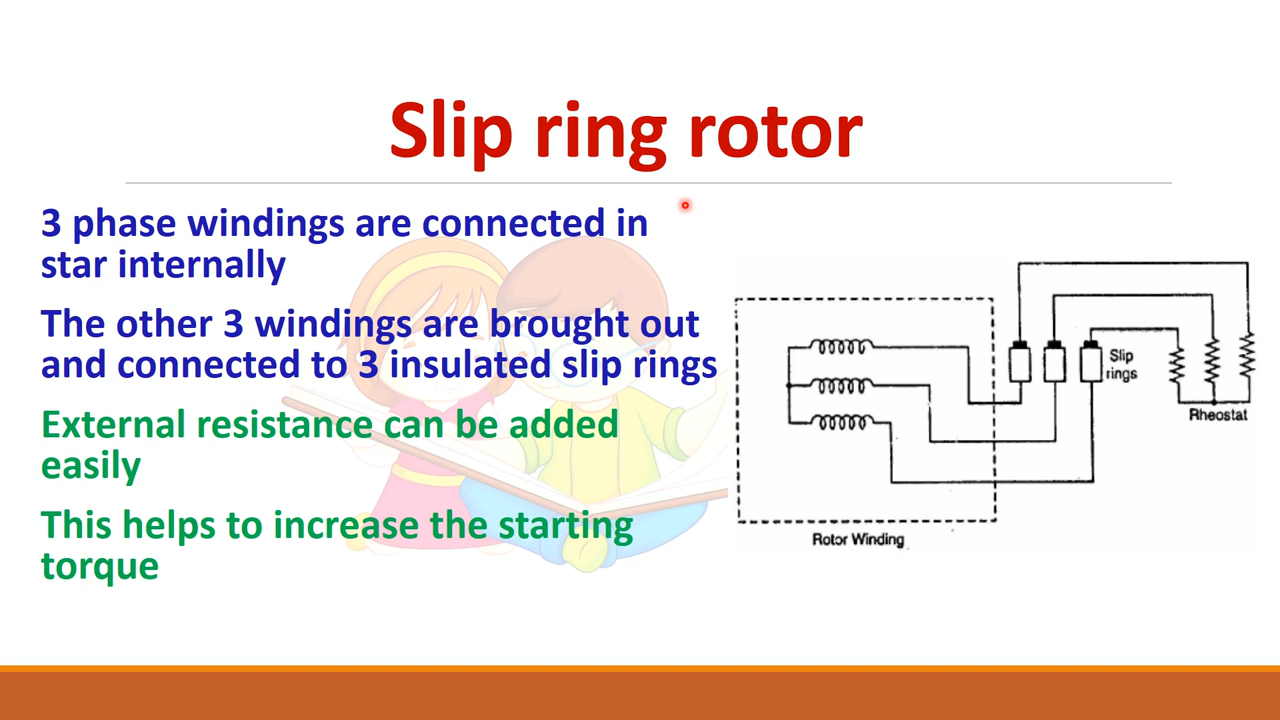 Slip ring rotor
3 phase windings are connected in
star internally
The other 3 windings are brought out
and connected to 3 insulated slip rings
External resistance can be added
easily
This helps to increase the starting
torque
Slip
rings
Rheostat
Rotor Winding